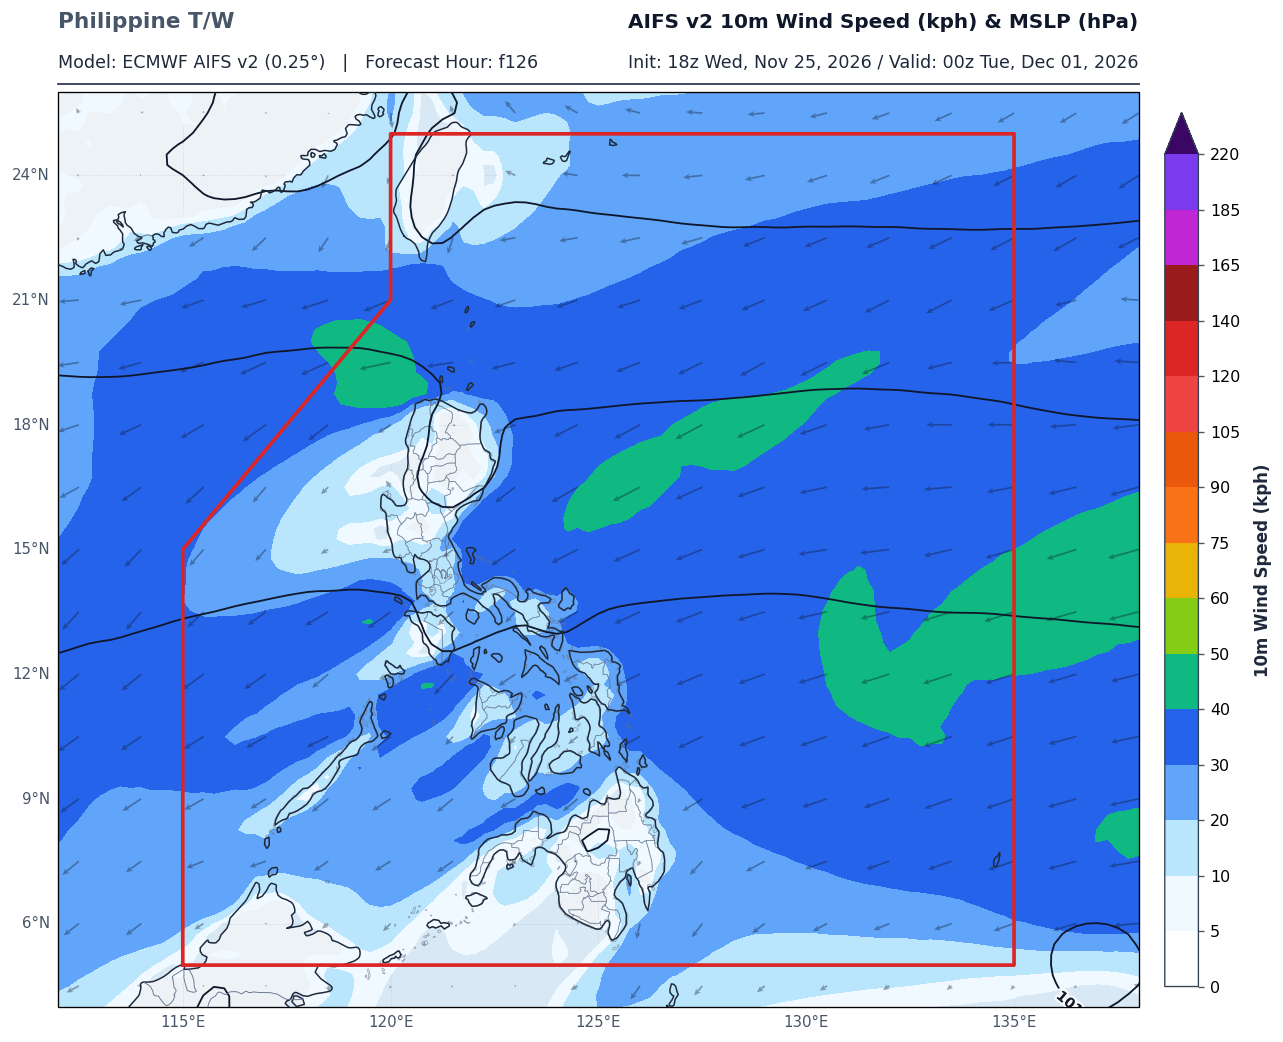 Philippine T/W
AIFS v2 10m Wind Speed (kph) & MSLP (hPa)
Model: ECMWF AIFS v2 (0.25°) | Forecast Hour: f126
Init: 18z Wed, Nov 25, 2026 / Valid: 00z Tue, Dec 01, 2026
24°N
21°N
18°N
15°N
12°N
9°N
6°N
115°E
120°E
125°E
130°E
135°E
220
185
165
140
120
105
90
75
60
50
40
30
20
10
5
0
10m Wind Speed (kph)